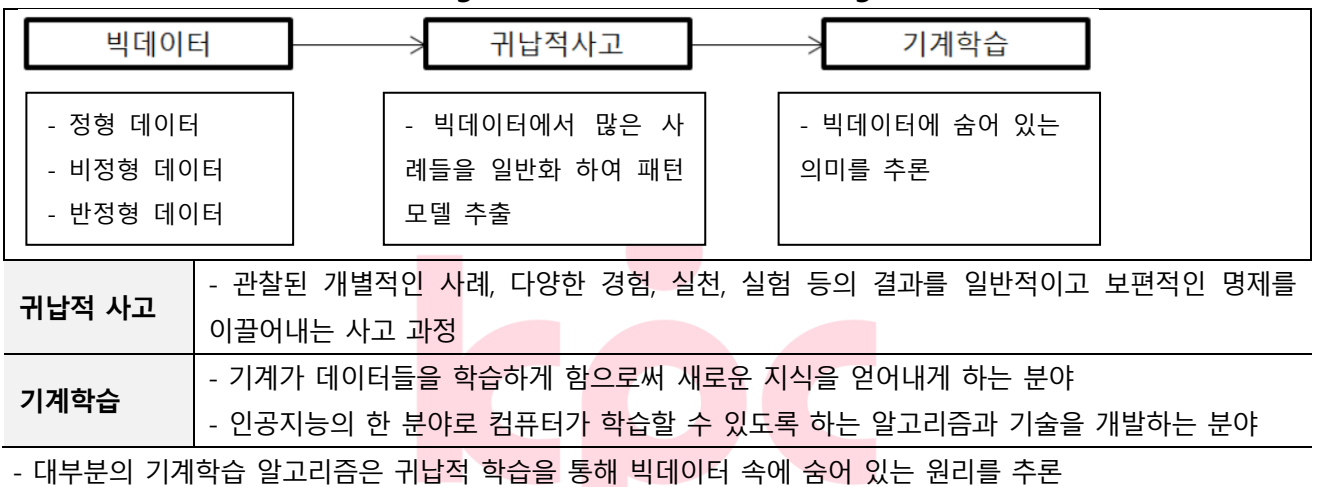 빅데이터 귀납적사고 기계학습
- 정형 데이터
- 비정형 데이터
- 반정형 데이터
- 빅데이터에서 많은 사
례들을 일반화 하여 패턴
모델 추출
- 빅데이터에 숨어 있는
의미를 추론
귀납적 사고
- 관찰된 개별적인 사례, 다양한 경험, 실천, 실험 등의 결과를 일반적이고 보편적인 명제를
이끌어내는 사고 과정
기계학습
- 기계가 데이터들을 학습하게 함으로써 새로운 지식을 얻어내게 하는 분야
- 인공지능의 한 분야로 컴퓨터가 학습할 수 있도록 하는 알고리즘과 기술을 개발하는 분야
- 대부분의 기계학습 알고리즘은 귀납적 학습을 통해 빅데이터 속에 숨어 있는 원리를 추론
kpc